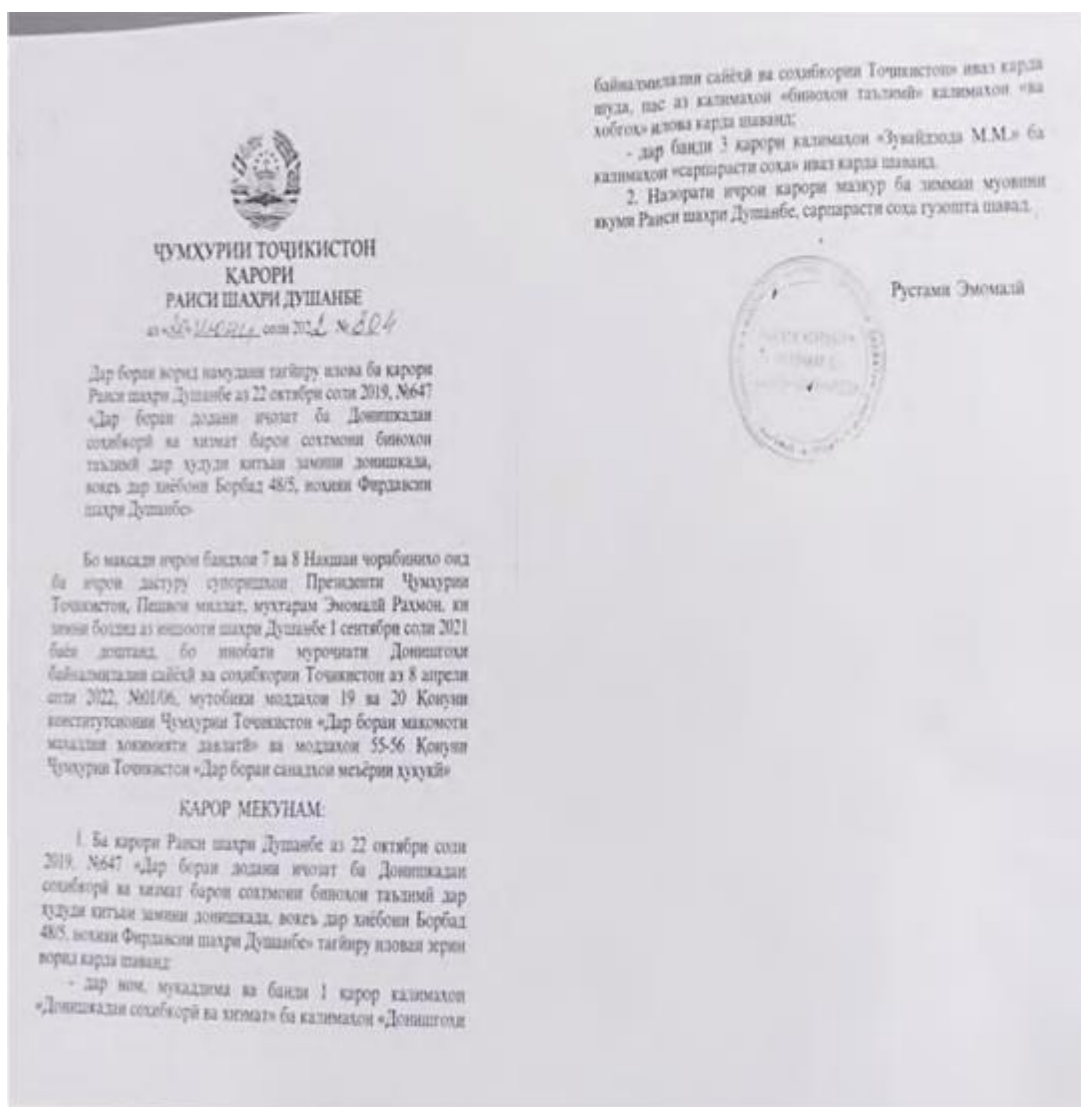 ҶУМҲУРИИ ТОҶИКИСТОН
ҚАРОРИ
РАИСИ ШАҲРИ ДУШАНБЕ
аз соли 2022 №
Дар бораи ворид намудани тағйиру илова ба қарори
Раиси шаҳри Душанбе аз 22 октябри соли 2019, №647
«Дар бораи додани иҷозат ба Донишкадаи
соҳибкорӣ ва хизмат барои сохтмони биноҳои
таълимӣ дар ҳудуди қитъаи замини донишкада,
воқеъ дар хиёбони Борбад 48/5, ноҳияи Фирдавсии
шаҳри Душанбе»
Бо мақсади иҷрои бандҳои 7 ва 8 Нақшаи чорабиниҳо оид
ба иҷрои дастуру супоришҳои Президенти Ҷумҳурии
Тоҷикистон, Пешвои миллат, муҳтарам Эмомалӣ Раҳмон, ки
зимни боздид аз иншооти шаҳри Душанбе 1 сентябри соли 2021
баён доштанд, бо инобати муроҷиати Донишгоҳи
байналмилалии сайёҳӣ ва соҳибкории Тоҷикистон аз 8 апрели
соли 2022, №01/06, мутобиқи моддаҳои 19 ва 20 Қонуни
конститутсионии Ҷумҳурии Тоҷикистон «Дар бораи мақомоти
маҳаллии ҳокимияти давлатӣ» ва моддаҳои 55-56 Қонуни
Ҷумҳурии Тоҷикистон «Дар бораи санадҳои меъёрии ҳуқуқӣ»
ҚАРОР МЕКУНАМ:
1. Ба қарори Раиси шаҳри Душанбе аз 22 октябри соли
2019, №647 «Дар бораи додани иҷозат ба Донишкадаи
соҳибкорӣ ва хизмат барои сохтмони биноҳои таълимӣ дар
ҳудуди қитъаи замини донишкада, воқеъ дар хиёбони Борбад
48/5, ноҳияи Фирдавсии шаҳри Душанбе» тағйиру иловаи зерин
ворид карда шаванд:
- дар ном, муқаддима ва банди 1 қарор калимаҳои
«Донишкадаи соҳибкорӣ ва хизмат» ба калимаҳои «Донишгоҳи
байналмилалии сайёҳӣ ва соҳибкории Тоҷикистон» иваз карда
шуда, пас аз калимаҳои «биноҳои таълимӣ» калимаҳои «ва
хобгоҳ» илова карда шаванд;
- дар банди 3 қарори калимаҳои «Зувайдзода М.М.» ба
калимаҳои «сарпарасти соҳа» иваз карда шаванд.
2. Назорати иҷрои қарори мазкур ба зиммаи муовини
якуми Раиси шаҳри Душанбе, сарпарасти соҳа гузошта шавад.
Рустами Эмомалӣ